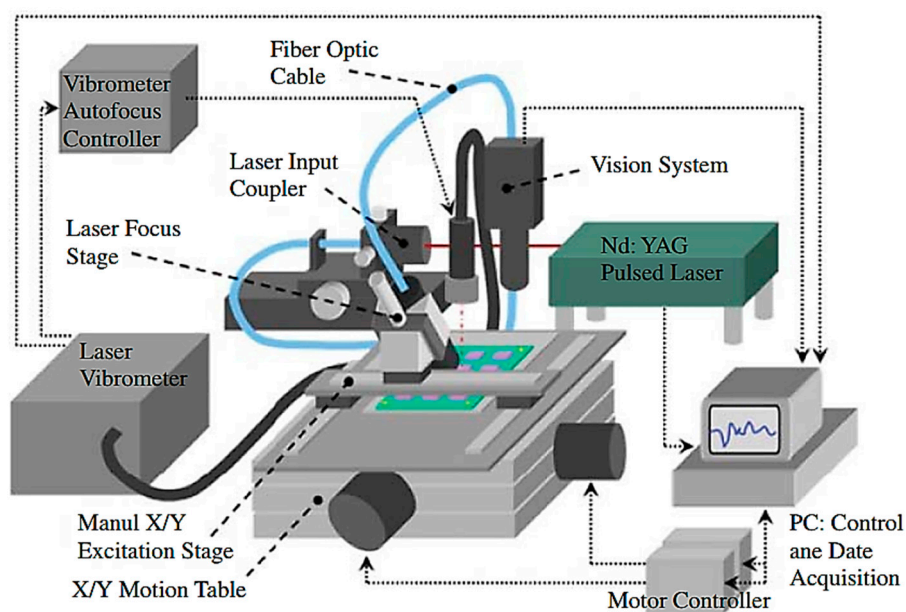 Fiber Optic
Cable
Vibrometer
Autofocus
Controller
Laser Input
Coupler
Vision System
Laser Focus
Stage
Nd: YAG
Pulsed Laser
Laser
Vibrometer
Manul X/Y
Excitation Stage
X/Y Motion Table
PC: Control
ane Date
Acquisition
Motor Controller